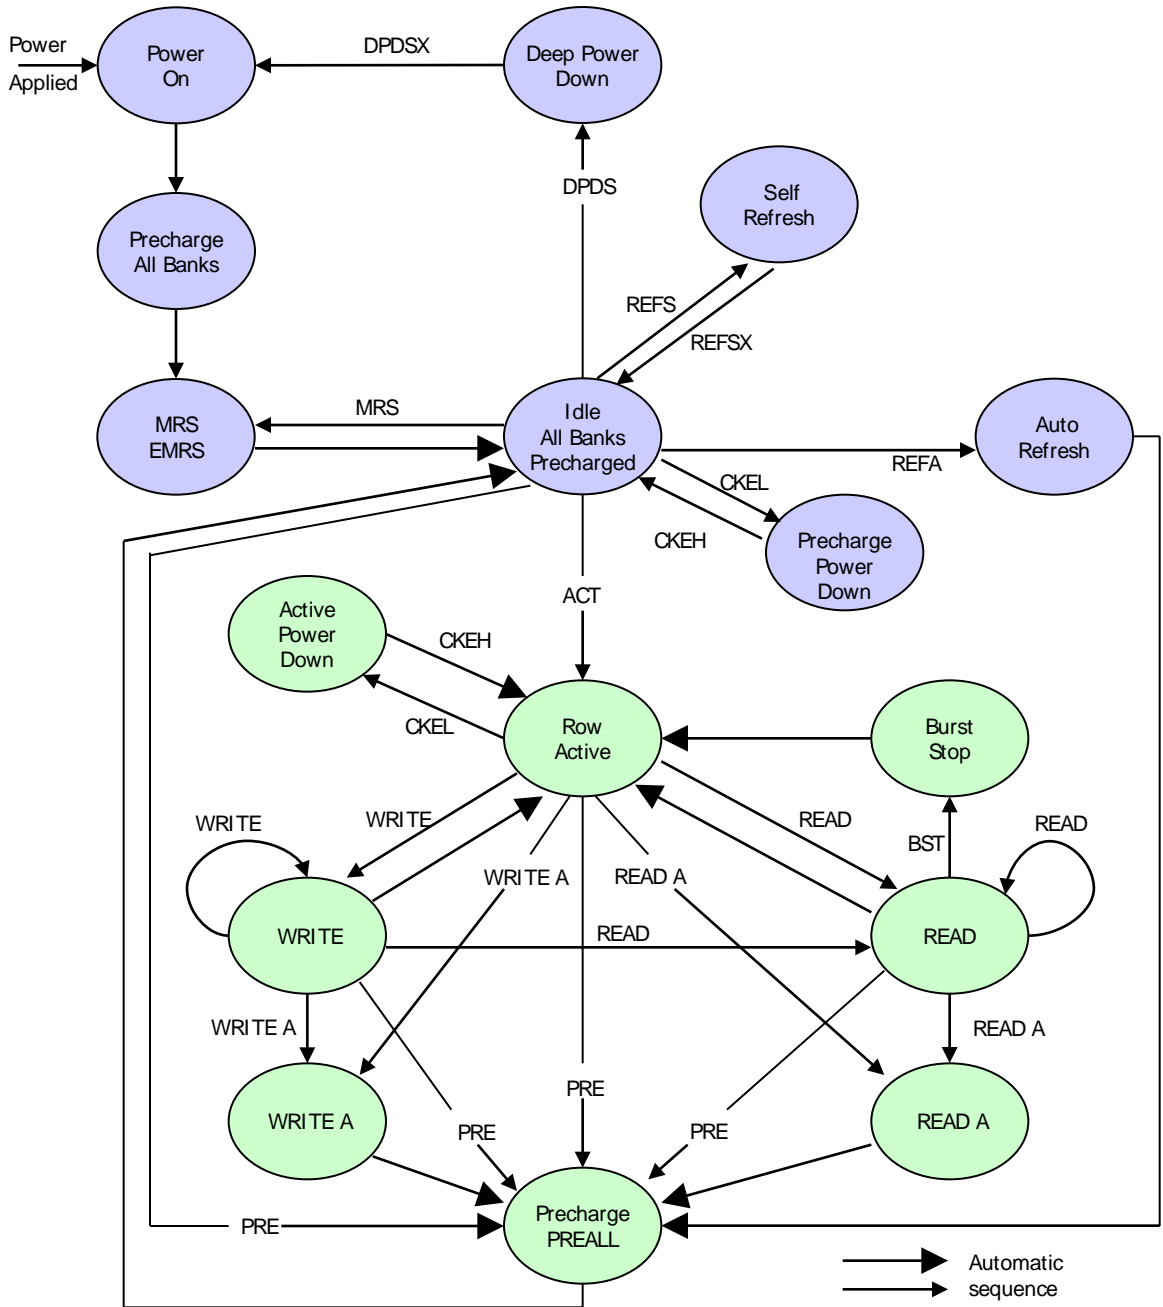 Power
Applied
Power
On
DPDSX
Deep Power
Down
DPDS
Self
Refresh
Precharge
All Banks
REFS
REFSX
MRS
EMRS
MRS
Idle
All Banks
Precharged
Auto
Refresh
REFA
CKEL
CKEH
Precharge
Power
Down
ACT
Active
Power
Down
CKEH
CKEL
Row
Active
Burst
Stop
WRITE
WRITE
READ
BST
READ
WRITE A
READ A
WRITE
READ
READ
WRITE A
READ A
PRE
WRITE A
PRE
PRE
READ A
PRE
Precharge
PREALL
Automatic
sequence